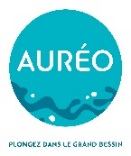 AURÉO
PLONGEZ DANS LE GRAND BESSIN